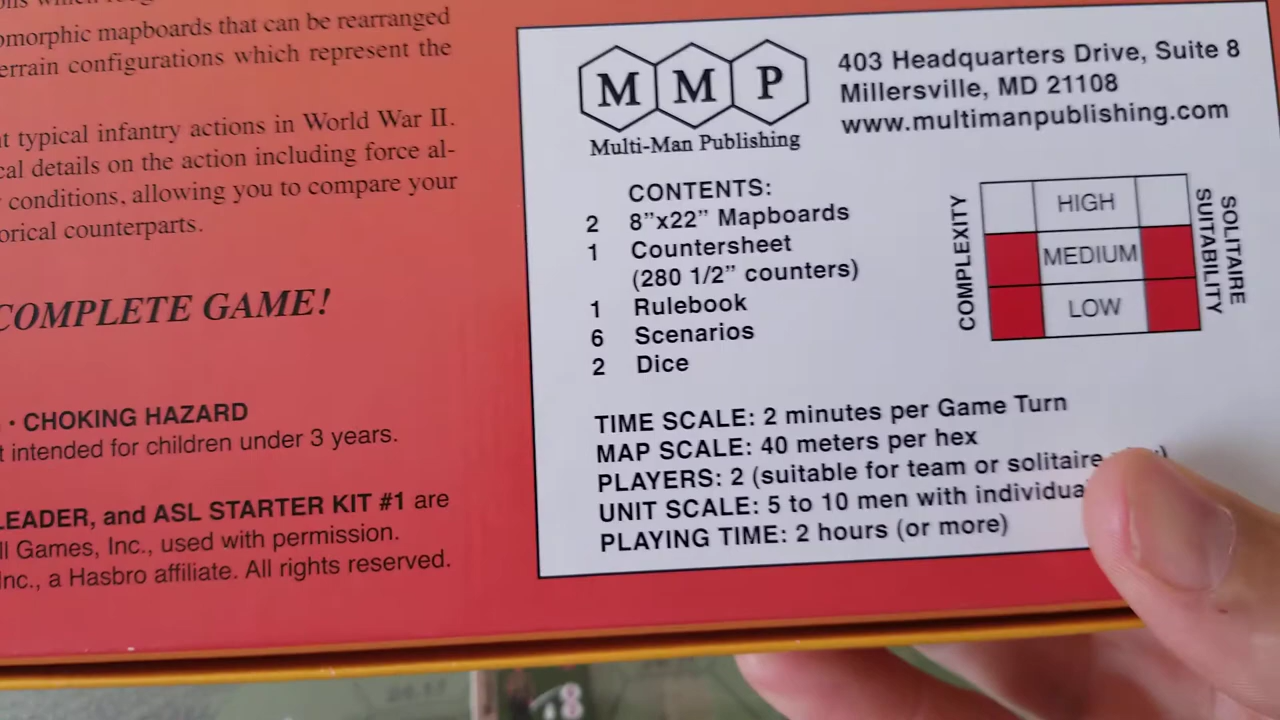 omorphic mapboards that can be rearranged
errain configurations which represent the
t typical infantry actions in World War II.
cal details on the action including force al-
conditions, allowing you to compare your
orical counterparts.
COMPLETE GAME!
· CHOKING HAZARD
t intended for children under 3 years.
LEADER, and ASL STARTER KIT #1 are
ll Games, Inc., used with permission.
Inc., a Hasbro affiliate. All rights reserved.
M M P
Multi-Man Publishing
403 Headquarters Drive, Suite 8
Millersville, MD 21108
www.multimanpublishing.com
CONTENTS:
2 8"x22" Mapboards
1 Countersheet
(280 1/2" counters)
1 Rulebook
6 Scenarios
2 Dice
COMPLEXITY
HIGH
MEDIUM
LOW
SOLITAIRE
SUITABILITY
TIME SCALE: 2 minutes per Game Turn
MAP SCALE: 40 meters per hex
PLAYERS: 2 (suitable for team or solitaire
UNIT SCALE: 5 to 10 men with individua
PLAYING TIME: 2 hours (or more)